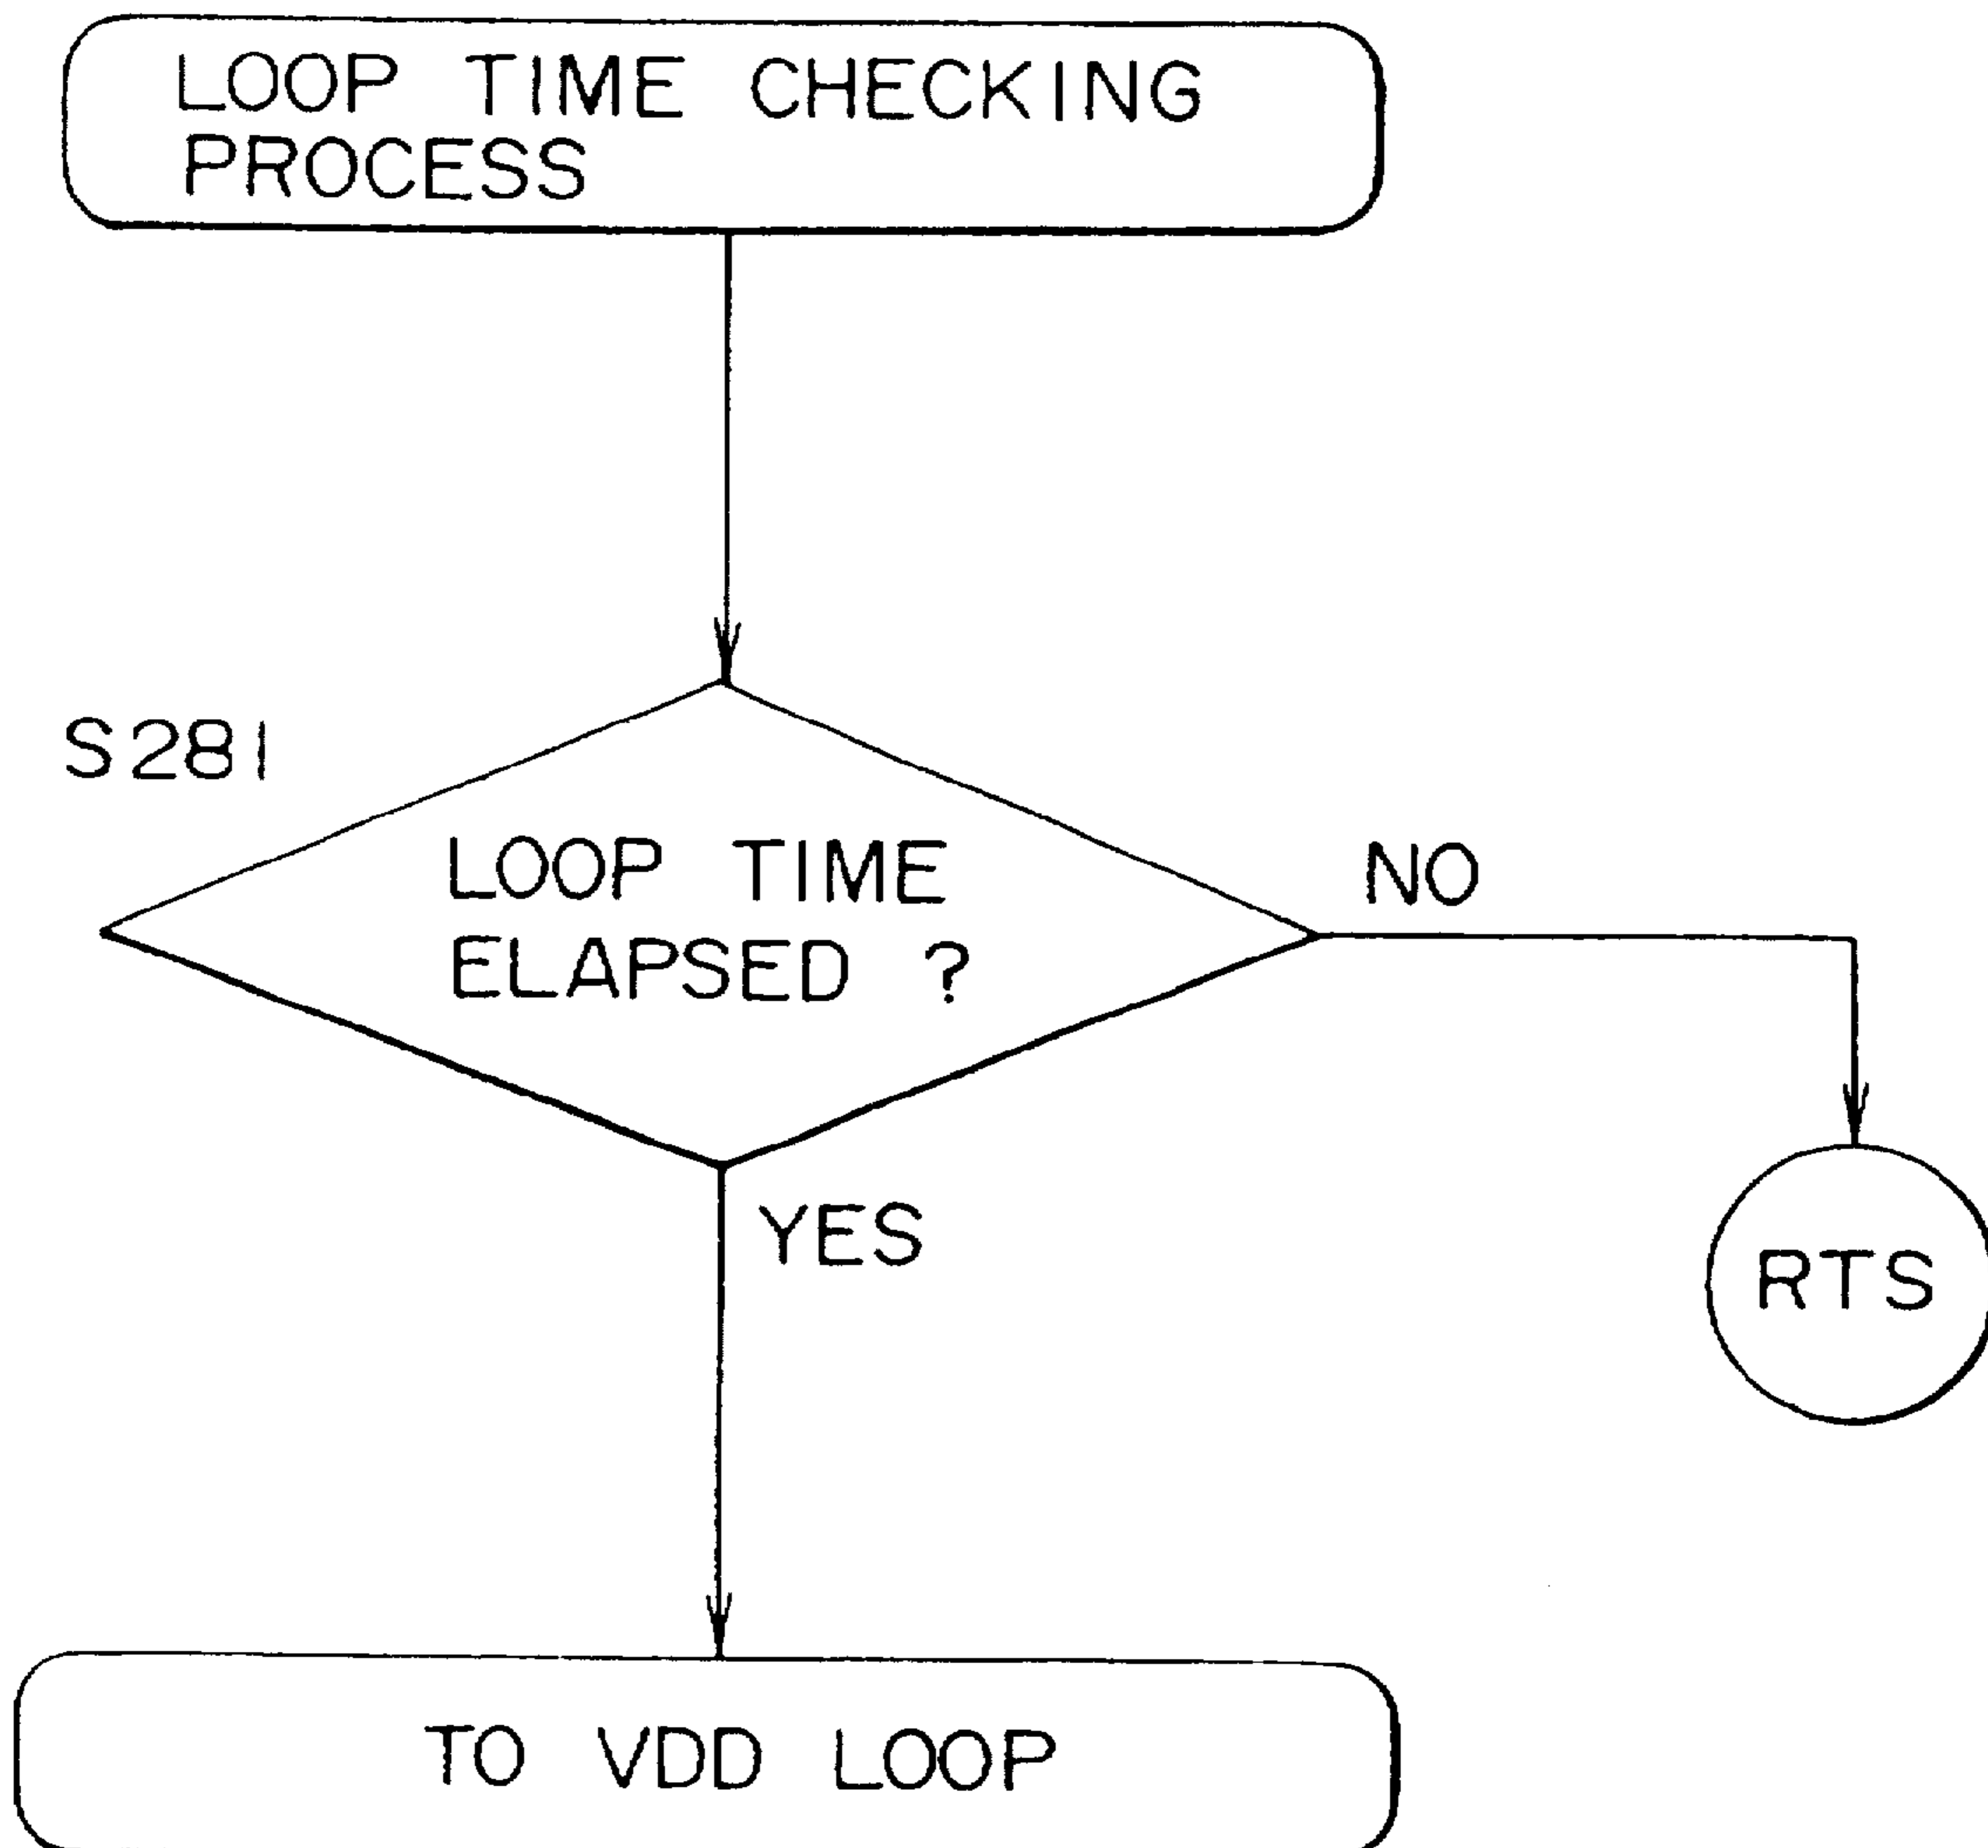 LOOP TIME CHECKING
PROCESS
S281
LOOP TIME
ELAPSED ?
NO
YES
RTS
TO VDD LOOP